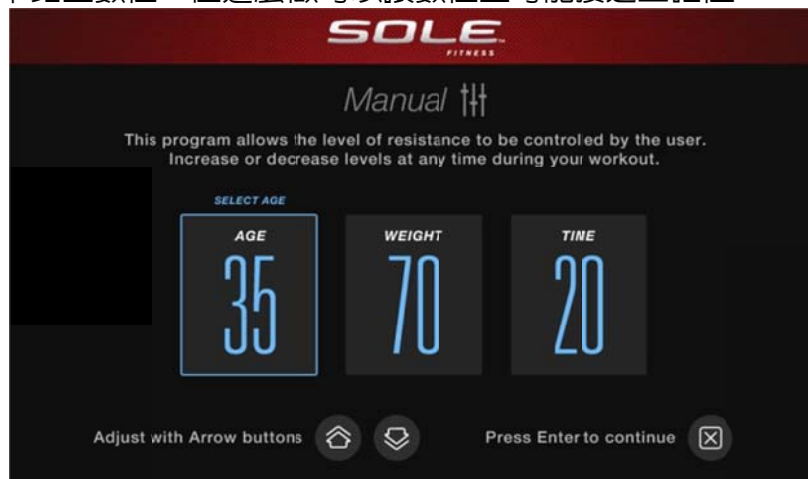 SOLE
FITNESS
Manual
This program allows the level of resistance to be controled by the user.
Increase or decrease levels at any time during your workout.
SELECT AGE
AGE
35
WEIGHT
70
TIME
20
Adjust with Arrow buttons
Press Enter to continue